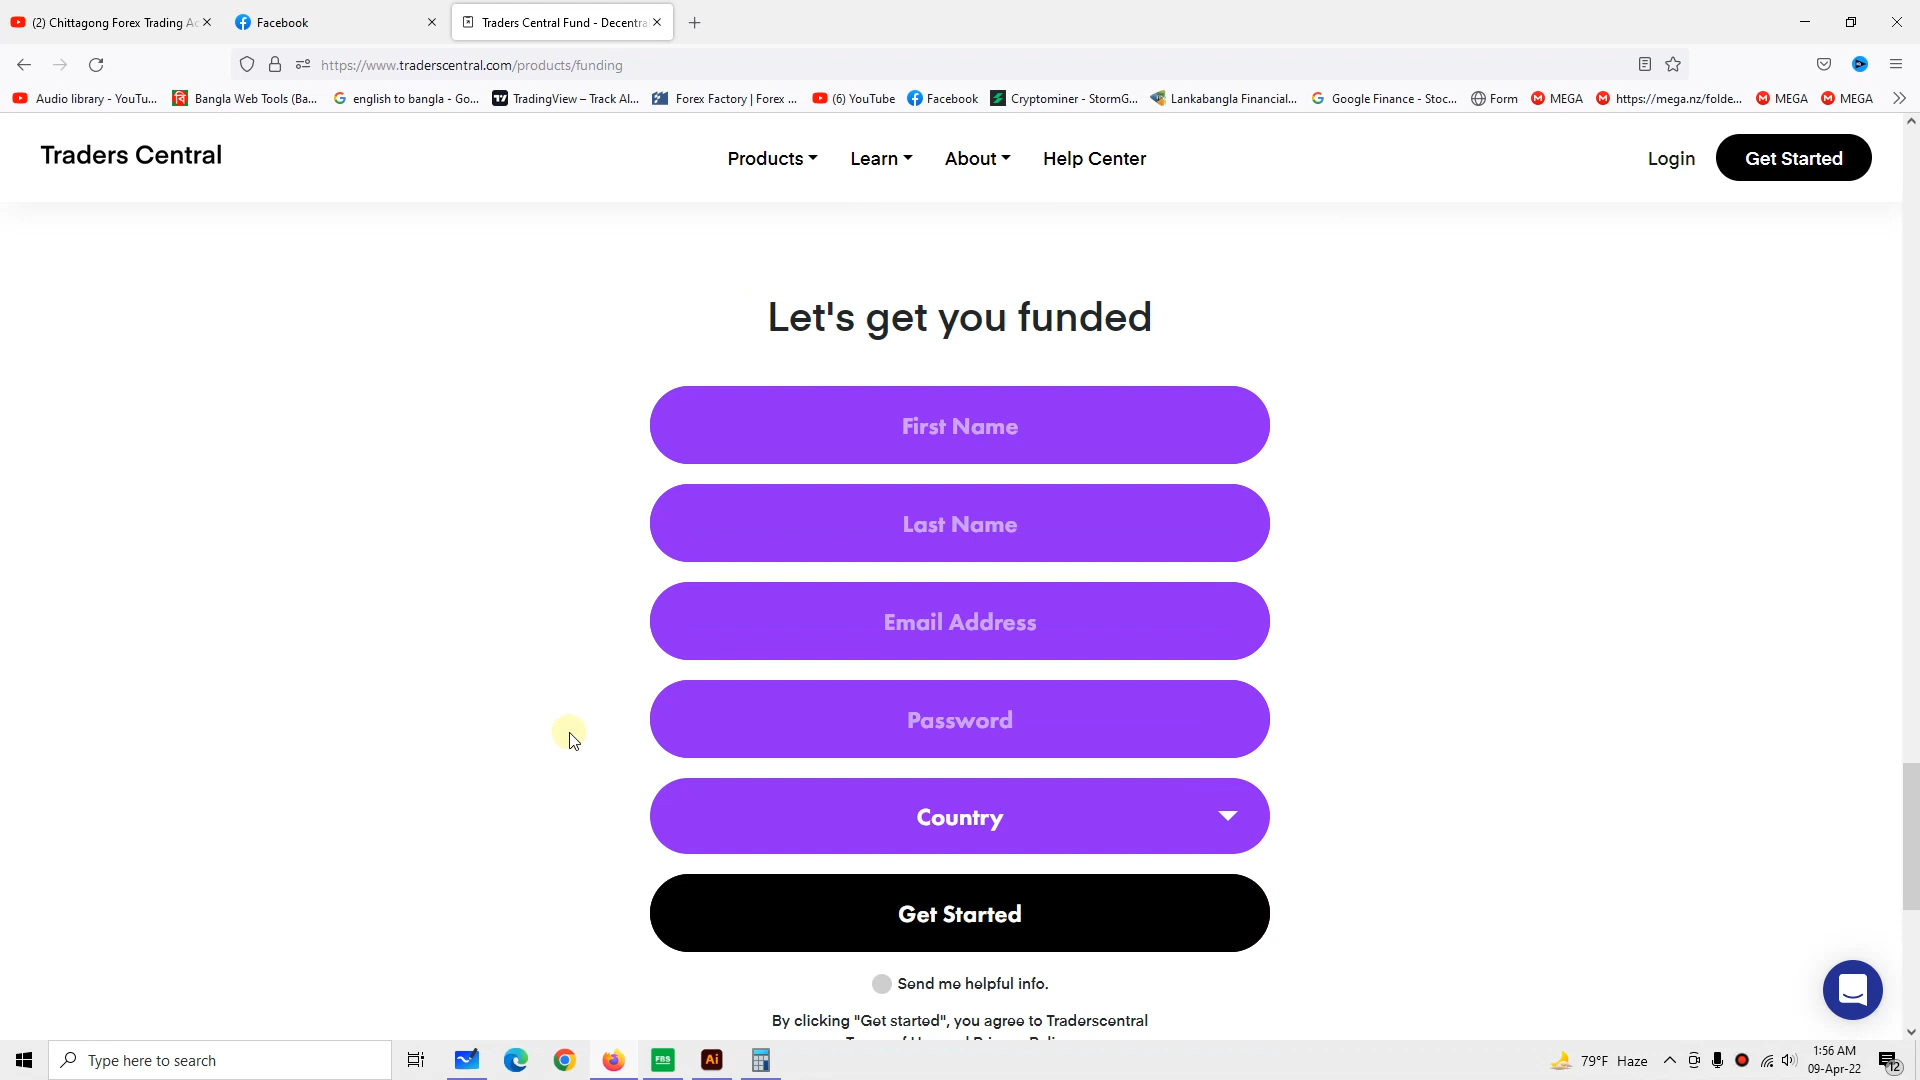 (2) Chittagong Forex Trading Ac
Facebook
Traders Central Fund - Decentra
https://www.traderscentral.com/products/funding
Audio library - YouTu...
Bangla Web Tools (Ba...
english to bangla - Go...
TradingView – Track Al...
Forex Factory | Forex ...
(6) YouTube
Facebook
Cryptominer - StormG...
Lankabangla Financial...
Google Finance - Stoc...
Form
MEGA
https://mega.nz/folde...
MEGA
MEGA
Traders Central
Products
Learn
About
Help Center
Login
Get Started
Let's get you funded
First Name
Last Name
Email Address
Password
Country
Get Started
Send me helpful info.
By clicking "Get started", you agree to Traderscentral
Type here to search
FBS
Ai
79°F Haze
1:56 AM
09-Apr-22
12